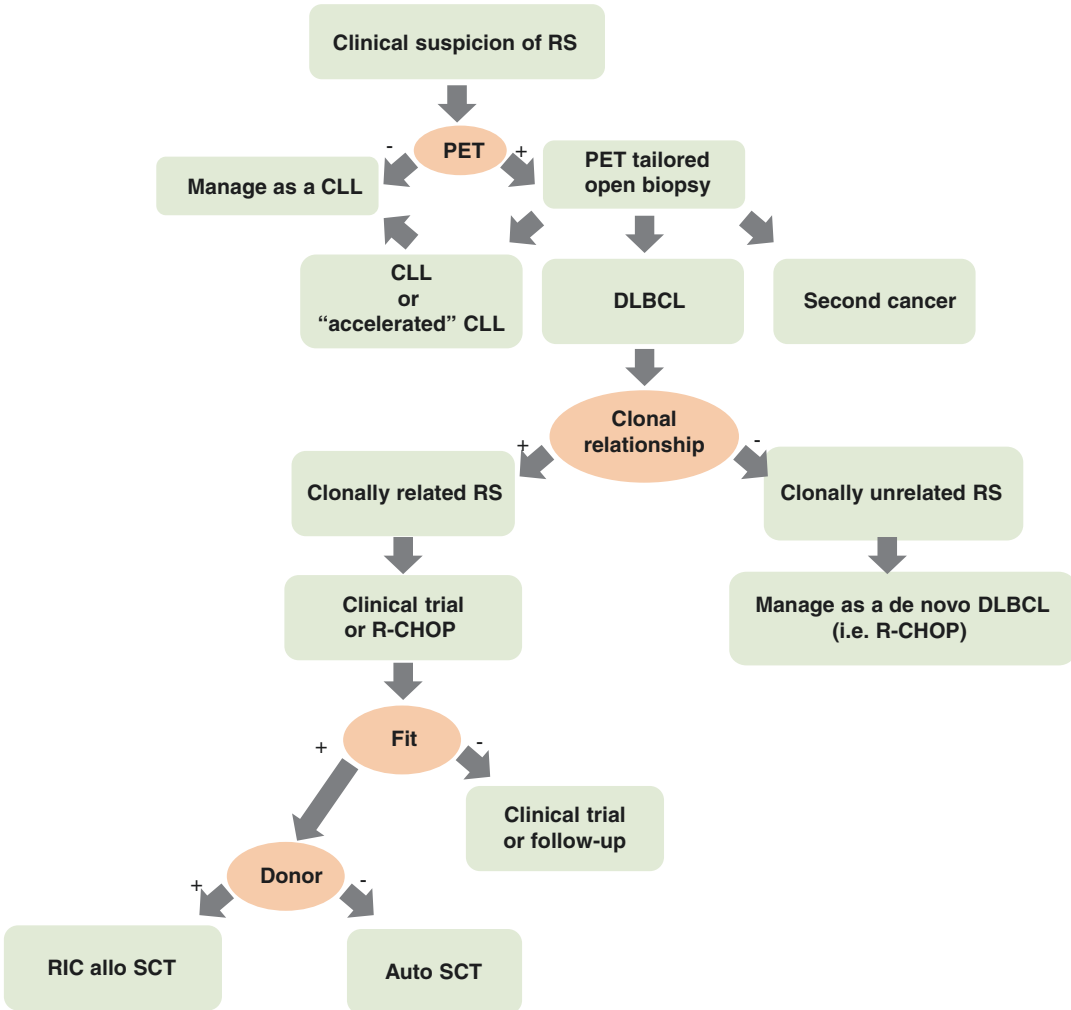 Clinical suspicion of RS
-
PET
+
Manage as a CLL
PET tailored
open biopsy
CLL
or
“accelerated” CLL
DLBCL
Second cancer
Clonal
relationship
+
-
Clonally related RS
Clonally unrelated RS
Clinical trial
or R-CHOP
Manage as a de novo DLBCL
(i.e. R-CHOP)
+
Fit
-
Clinical trial
or follow-up
+
Donor
-
RIC allo SCT
Auto SCT